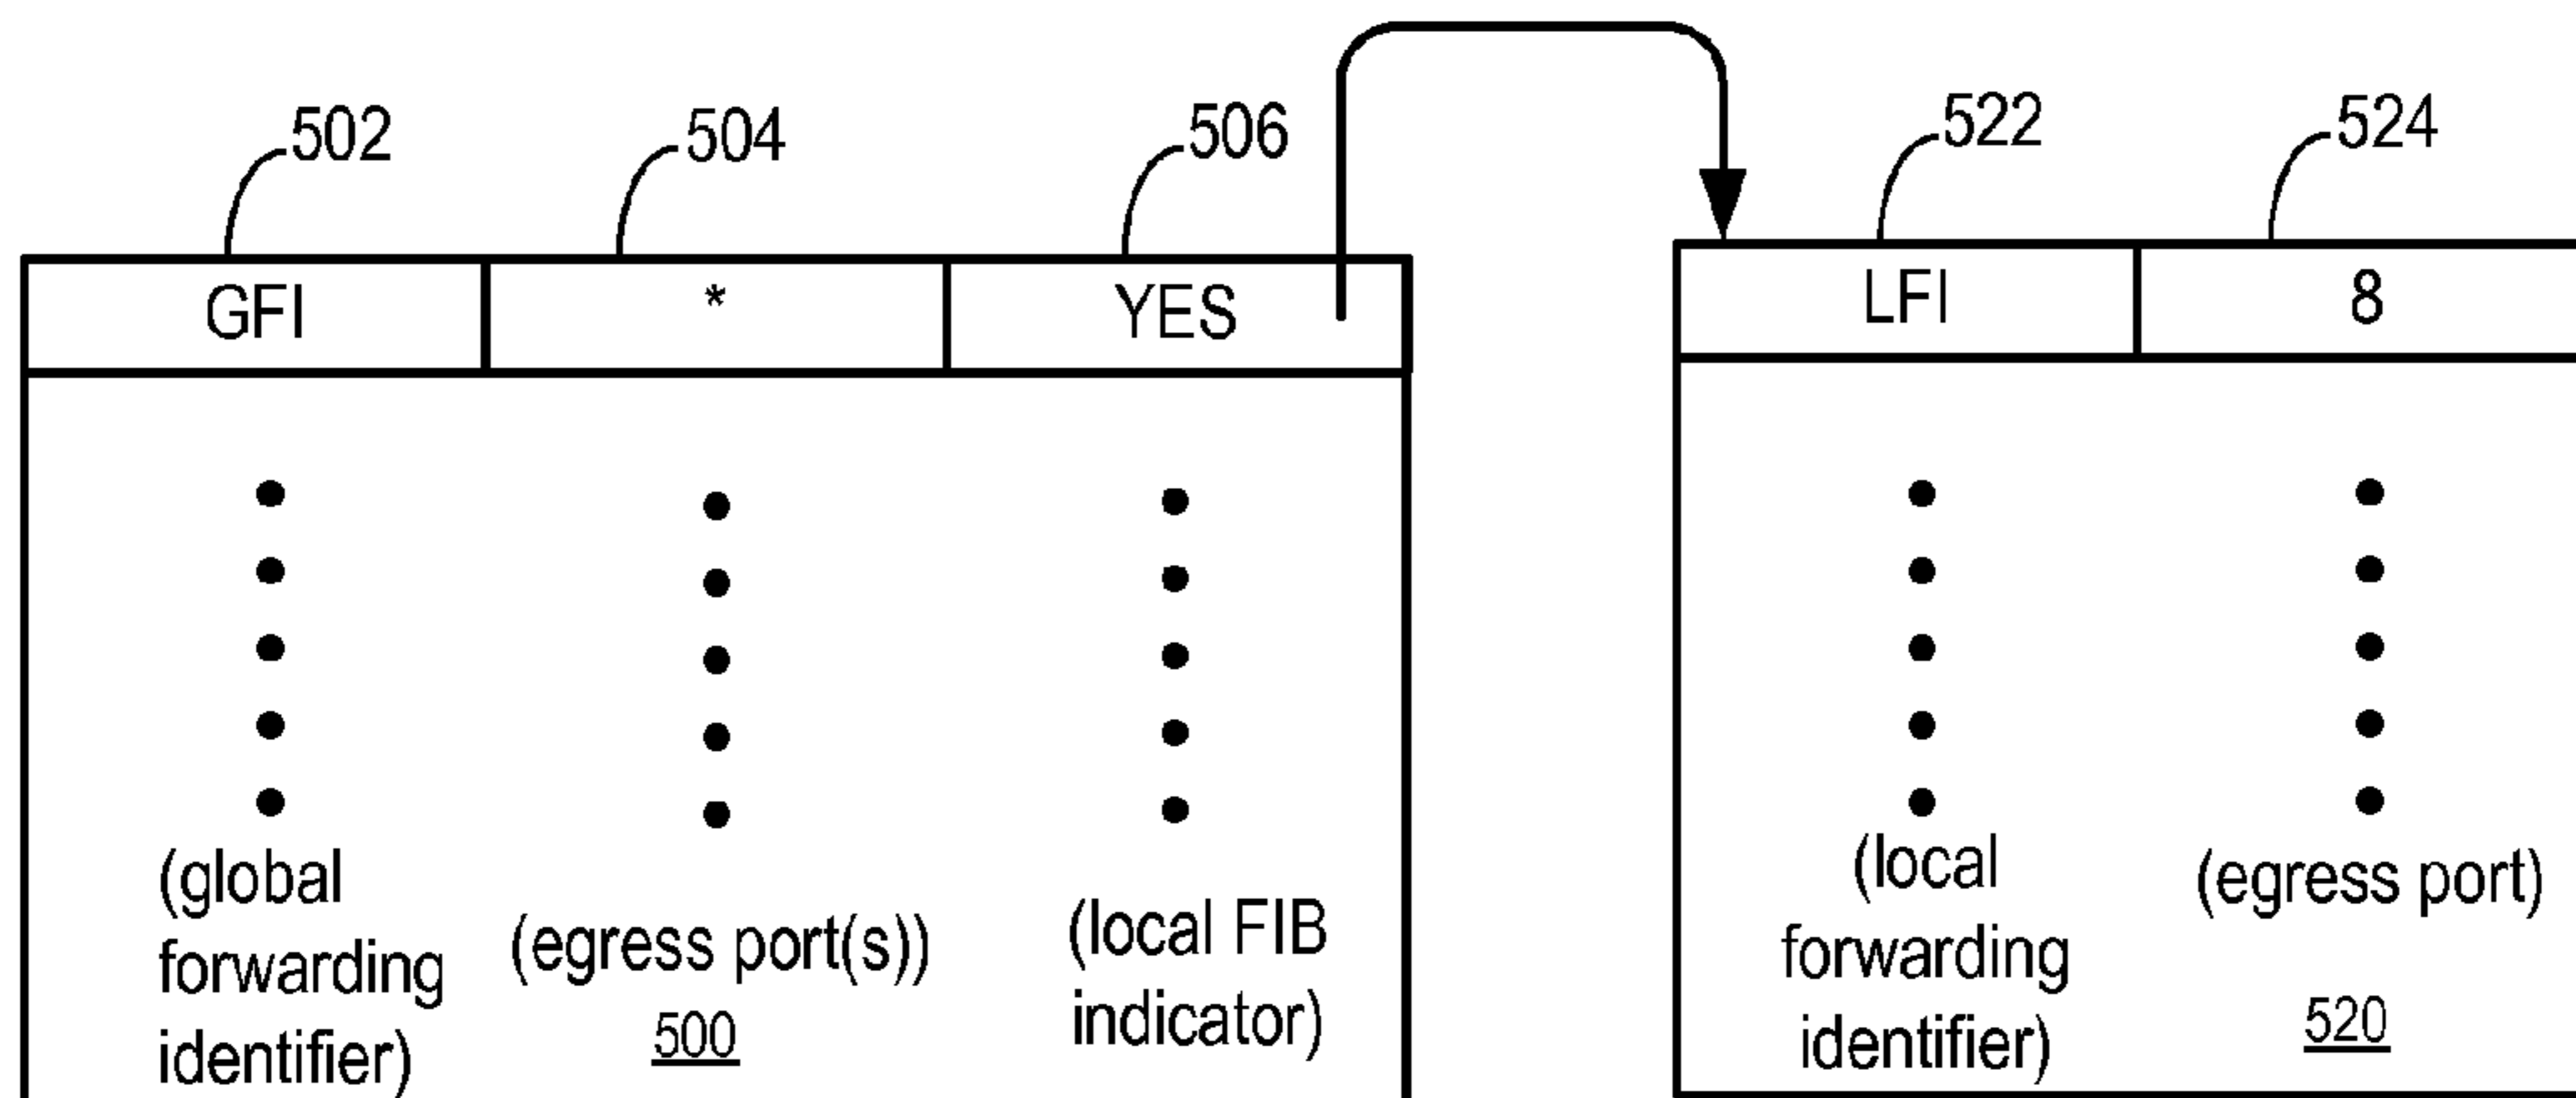 502
504
506
522
524
GFI
*
YES
LFI
8
(global
forwarding
identifier)
(egress port(s))
500
(local FIB
indicator)
(local
forwarding
identifier)
(egress port)
520